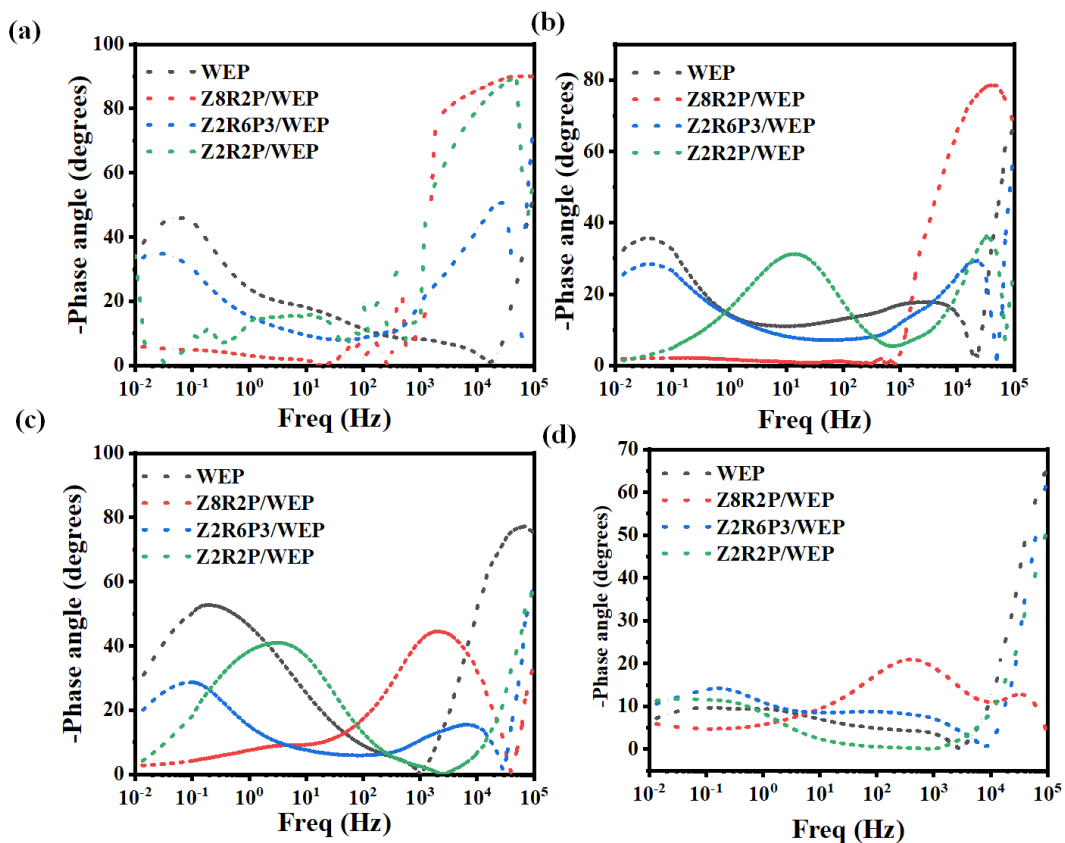 (a)
-Phase angle (degrees)
100
80
60
40
20
0
WEP
Z8R2P/WEP
Z2R6P3/WEP
Z2R2P/WEP
10-2 10-1 100 101 102 103 104 105
Freq (Hz)
(b)
-Phase angle (degrees)
80
60
40
20
0
WEP
Z8R2P/WEP
Z2R6P3/WEP
Z2R2P/WEP
10-2 10-1 100 101 102 103 104 105
Freq (Hz)
(c)
-Phase angle (degrees)
100
80
60
40
20
0
WEP
Z8R2P/WEP
Z2R6P3/WEP
Z2R2P/WEP
10-2 10-1 100 101 102 103 104 105
Freq (Hz)
(d)
-Phase angle (degrees)
70
65
60
50
45
40
30
20
10
0
WEP
Z8R2P/WEP
Z2R6P3/WEP
Z2R2P/WEP
10-2 10-1 100 101 102 103 104 105
Freq (Hz)